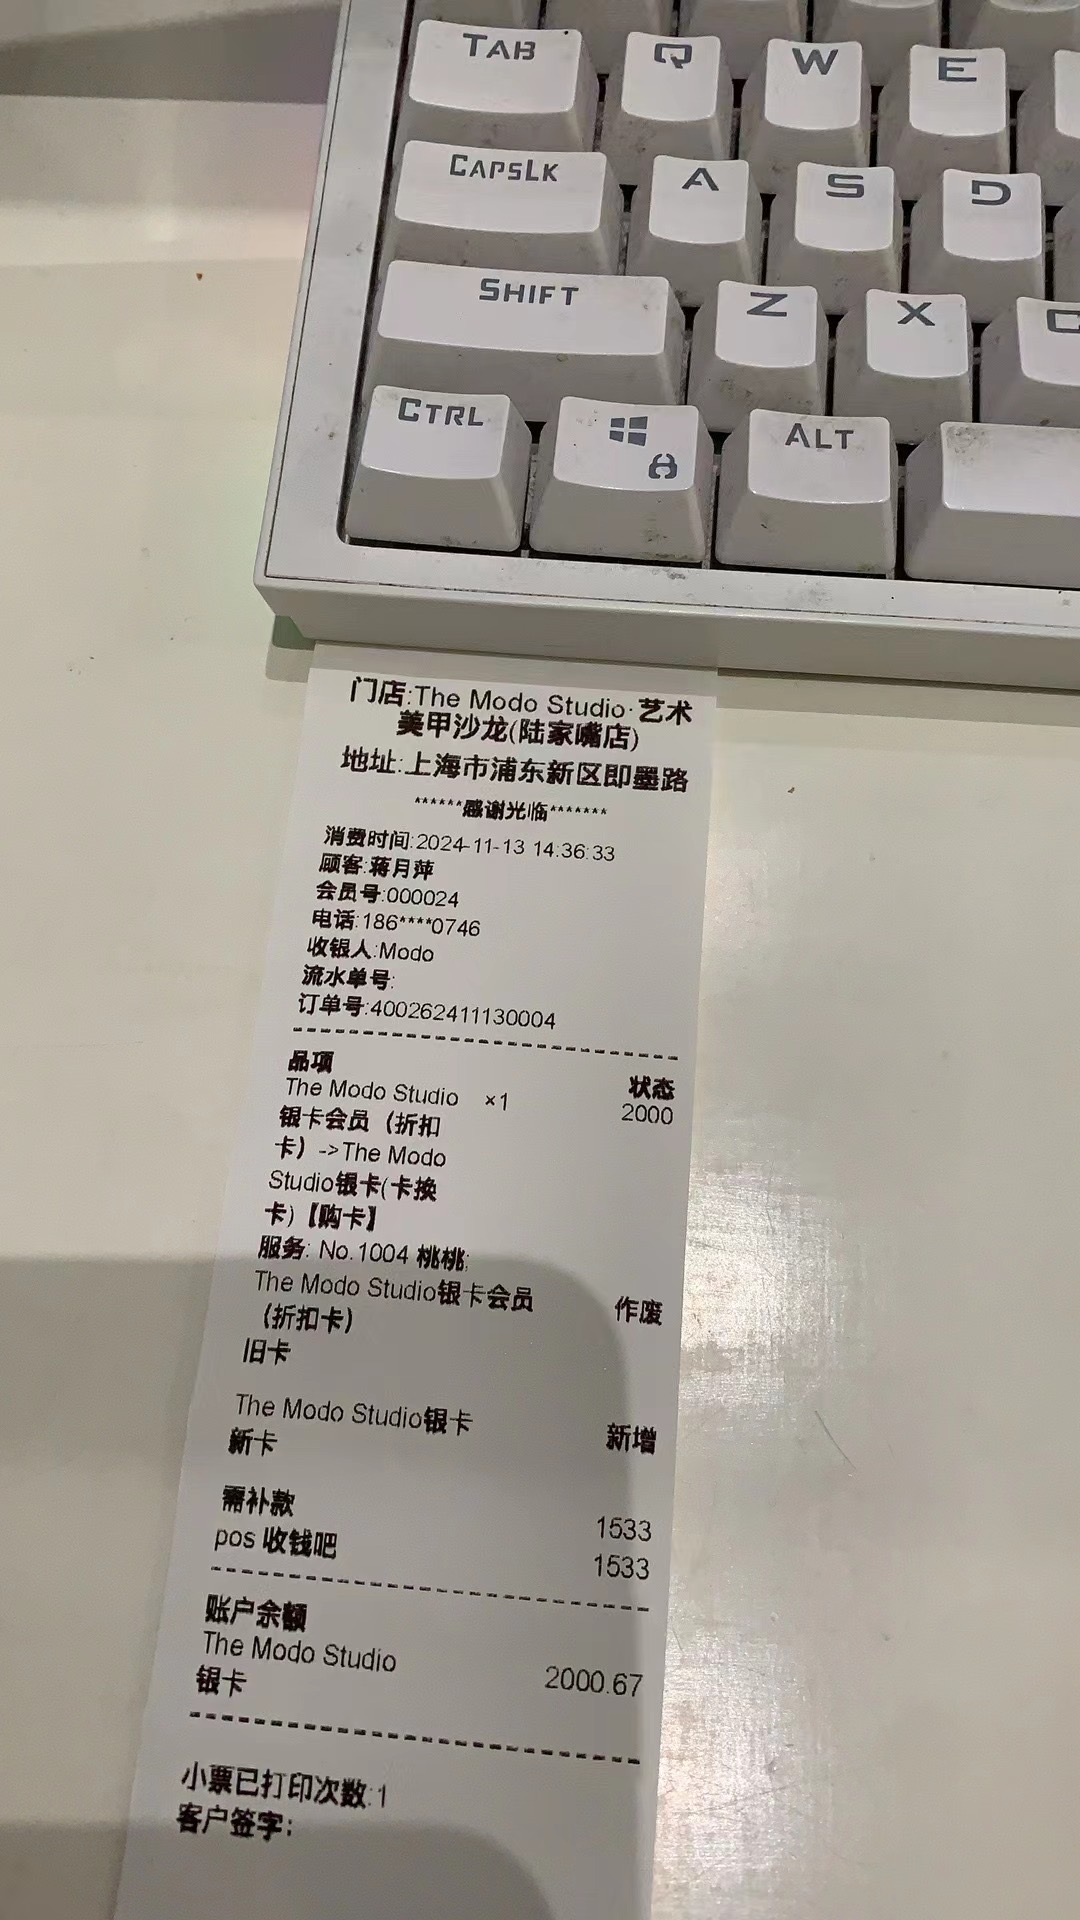 TAB Q W E
CAPSLK A S D
SHIFT Z X C
CTRL ALT
门店:The Modo Studio·艺术
美甲沙龙(陆家嘴店)
地址:上海市浦东新区即墨路
******感谢光临*******
消费时间:2024-11-13 14:36:33
顾客:蒋月萍
会员号:000024
电话:186****0746
收银人:Modo
流水单号:
订单号:400262411130004
品项 状态
The Modo Studio ×1 2000
银卡会员（折扣
卡）->The Modo
Studio银卡(卡换
卡)【购卡】
服务: No.1004 桃桃;
The Modo Studio银卡会员 作废
（折扣卡）
旧卡
The Modo Studio银卡 新增
新卡
需补款 1533
pos 收钱吧 1533
账户余额
The Modo Studio 2000.67
银卡
小票已打印次数:1
客户签字: